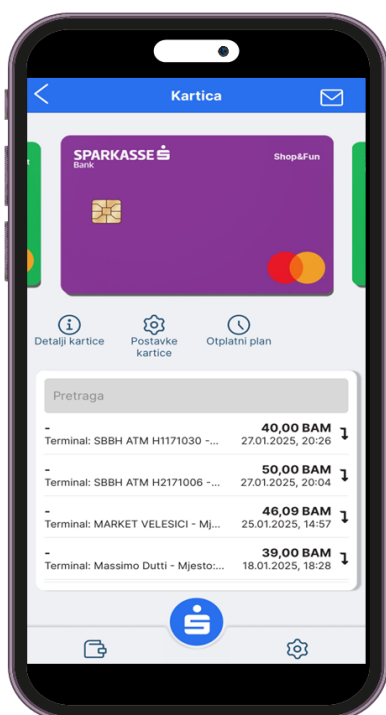 Kartica
SPARKASSE
Bank
Shop&Fun
Detalji kartice
Postavke
kartice
Otplatni plan
Pretraga
- 40,00 BAM
Terminal: SBBH ATM H1171030 -... 27.01.2025, 20:26
- 50,00 BAM
Terminal: SBBH ATM H2171006 -... 27.01.2025, 20:04
- 46,09 BAM
Terminal: MARKET VELESICI - Mj... 25.01.2025, 14:57
- 39,00 BAM
Terminal: Massimo Dutti - Mjesto:... 18.01.2025, 18:28